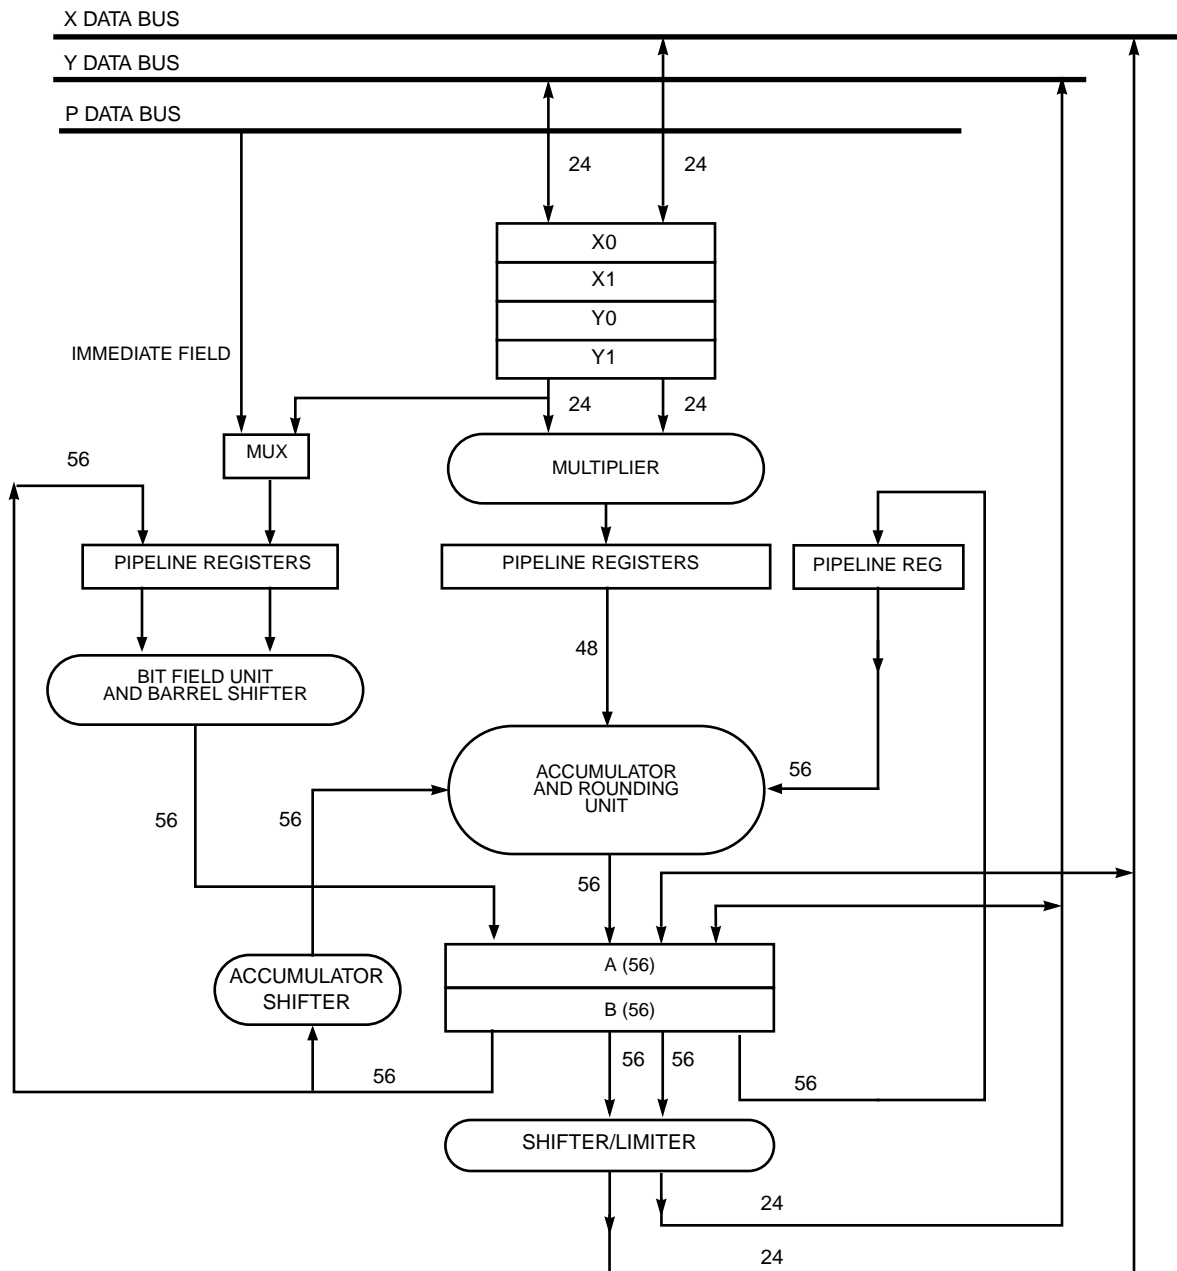 X DATA BUS
Y DATA BUS
P DATA BUS
24
24
X0
X1
Y0
IMMEDIATE FIELD
Y1
24
24
MUX
56
MULTIPLIER
PIPELINE REGISTERS
PIPELINE REGISTERS
PIPELINE REG
48
BIT FIELD UNIT
AND BARREL SHIFTER
ACCUMULATOR
AND ROUNDING
UNIT
56
56
56
56
A (56)
ACCUMULATOR
SHIFTER
B (56)
56
56
56
56
SHIFTER/LIMITER
24
24